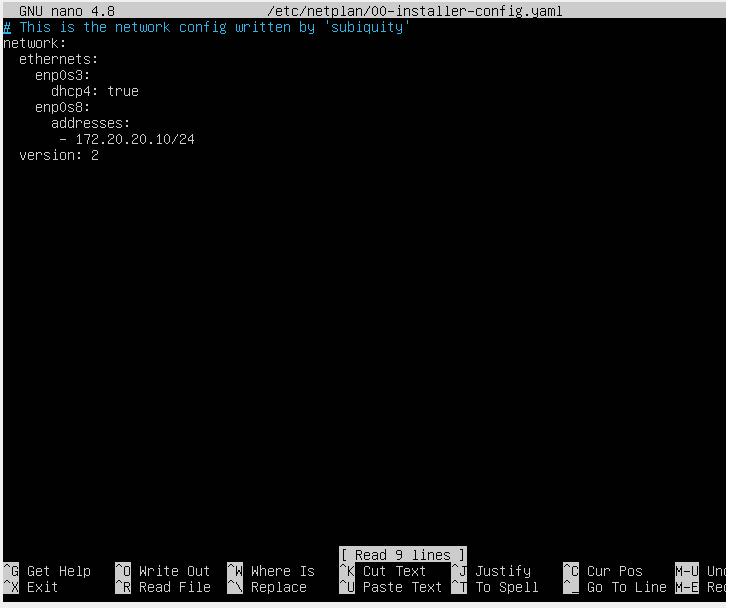 GNU nano 4.8 /etc/netplan/00-installer-config.yaml
# This is the network config written by 'subiquity'
network:
  ethernets:
    enp0s3:
      dhcp4: true
    enp0s8:
      addresses:
       - 172.20.20.10/24
  version: 2
[ Read 9 lines ]
^G Get Help ^O Write Out ^W Where Is ^K Cut Text ^J Justify ^C Cur Pos M-U
^X Exit ^R Read File ^\ Replace ^U Paste Text ^T To Spell ^_ Go To Line M-E